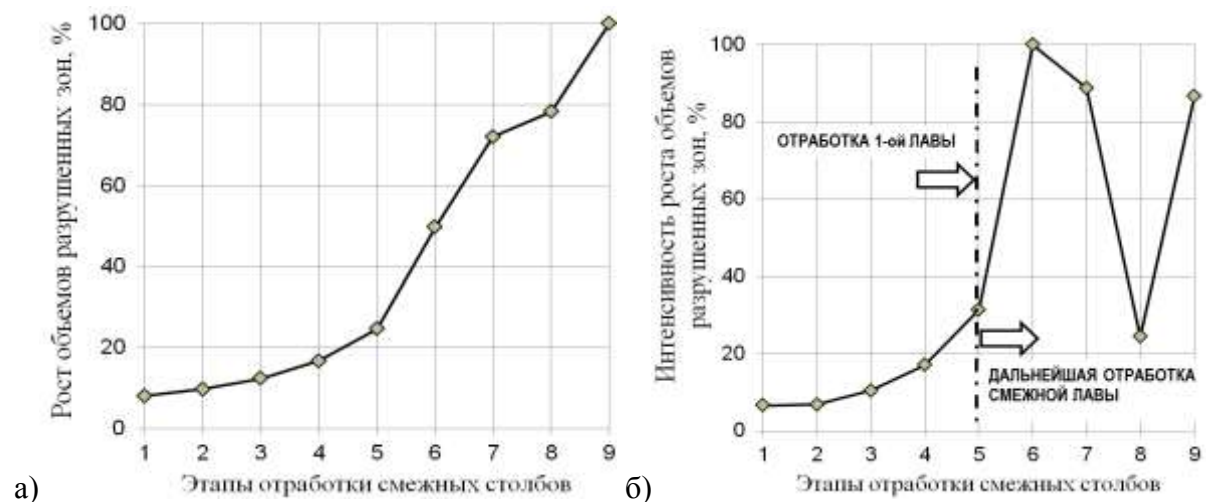 Рост объемов разрушенных зон, %
100
80
60
40
20
0
1 2 3 4 5 6 7 8 9
Этапы отработки смежных столбов
а)
Интенсивность роста объемов
разрушенных зон, %
100
80
60
40
20
0
ОТРАБОТКА 1-ой ЛАВЫ
ДАЛЬНЕЙШАЯ ОТРАБОТКА
СМЕЖНОЙ ЛАВЫ
1 2 3 4 5 6 7 8 9
Этапы отработки смежных столбов
б)